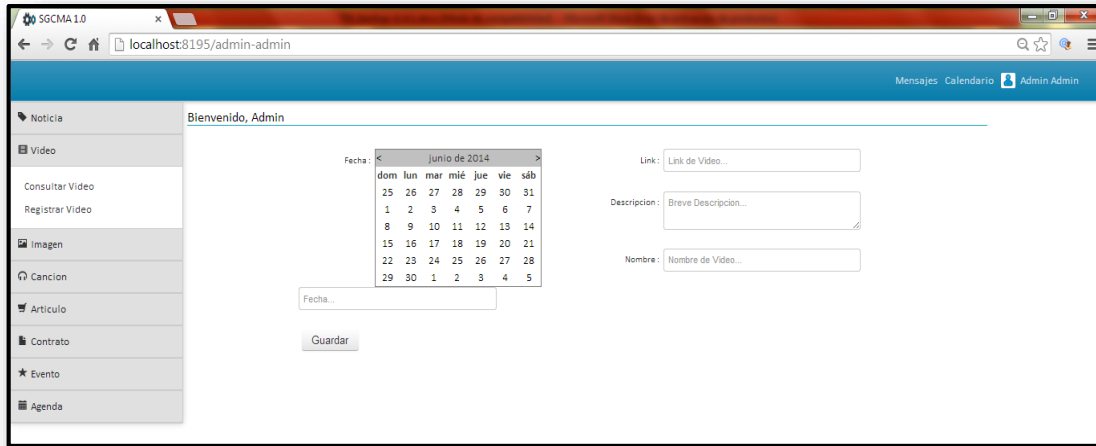 SGCMA 1.0
localhost:8195/admin-admin
Mensajes Calendario Admin Admin
Noticia
Video
Consultar Video
Registrar Video
Imagen
Cancion
Articulo
Contrato
Evento
Agenda
Bienvenido, Admin
Fecha :
< junio de 2014 >
dom lun mar mié jue vie sáb
25 26 27 28 29 30 31
1 2 3 4 5 6 7
8 9 10 11 12 13 14
15 16 17 18 19 20 21
22 23 24 25 26 27 28
29 30 1 2 3 4 5
Fecha...
Guardar
Link : Link de Video...
Descripcion : Breve Descripcion...
Nombre : Nombre de Video...